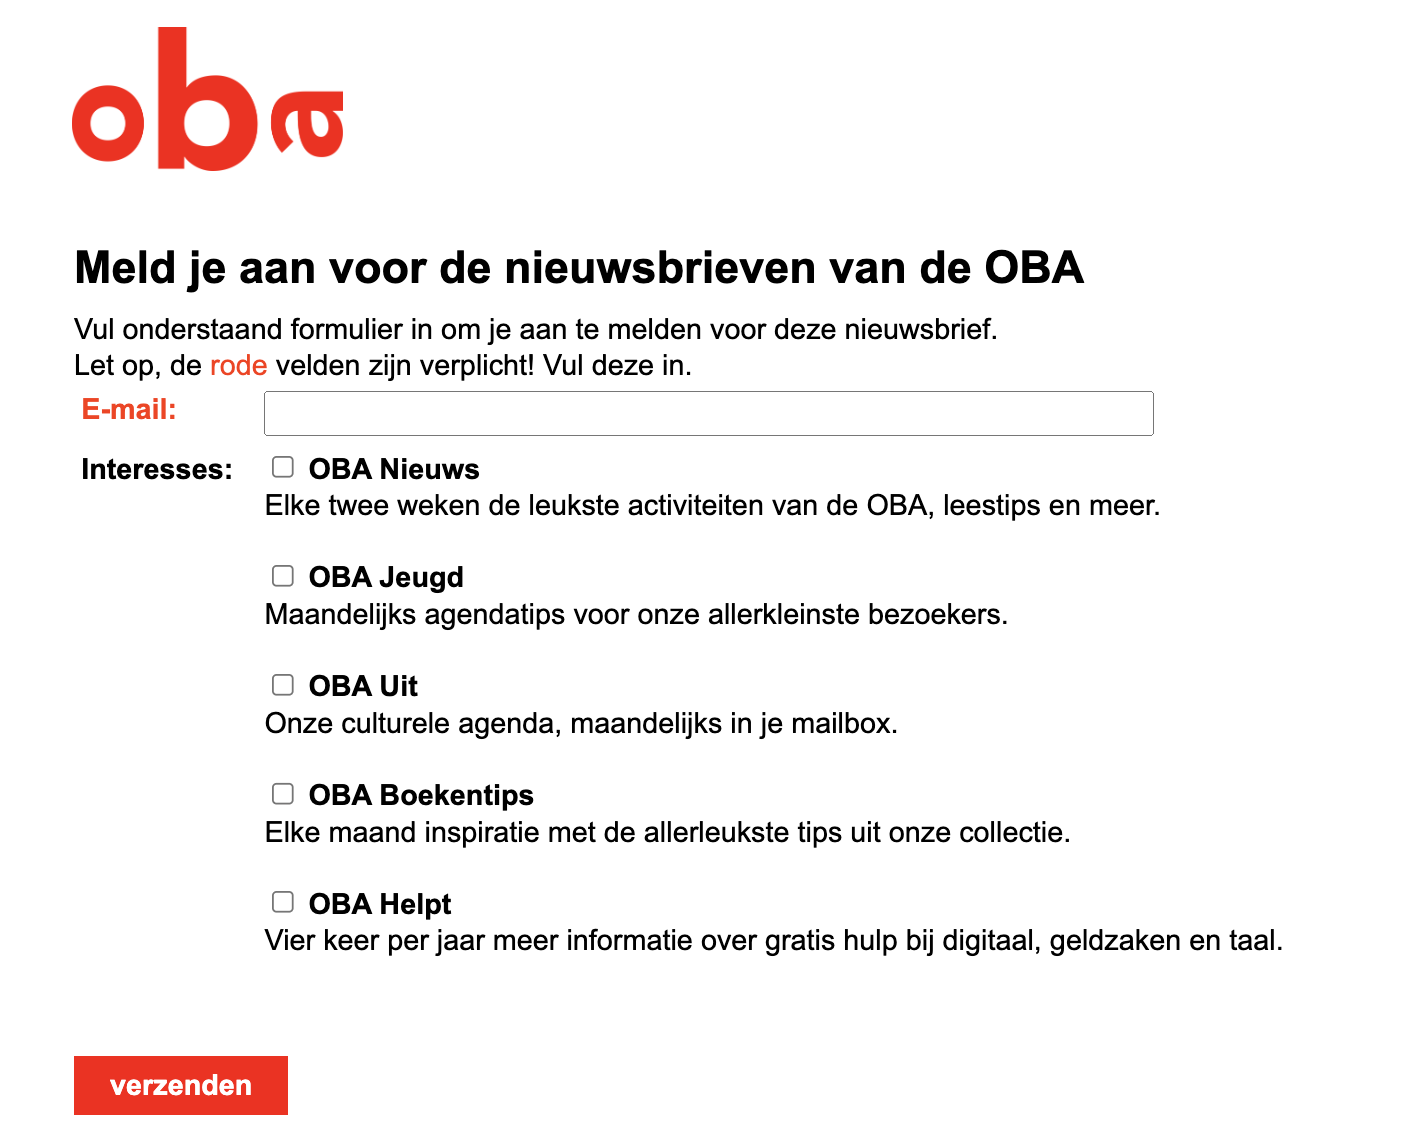 oba
Meld je aan voor de nieuwsbrieven van de OBA
Vul onderstaand formulier in om je aan te melden voor deze nieuwsbrief.
Let op, de rode velden zijn verplicht! Vul deze in.
E-mail:
Interesses:
OBA Nieuws
Elke twee weken de leukste activiteiten van de OBA, leestips en meer.
OBA Jeugd
Maandelijks agendatips voor onze allerkleinste bezoekers.
OBA Uit
Onze culturele agenda, maandelijks in je mailbox.
OBA Boekentips
Elke maand inspiratie met de allerleukste tips uit onze collectie.
OBA Helpt
Vier keer per jaar meer informatie over gratis hulp bij digitaal, geldzaken en taal.
verzenden